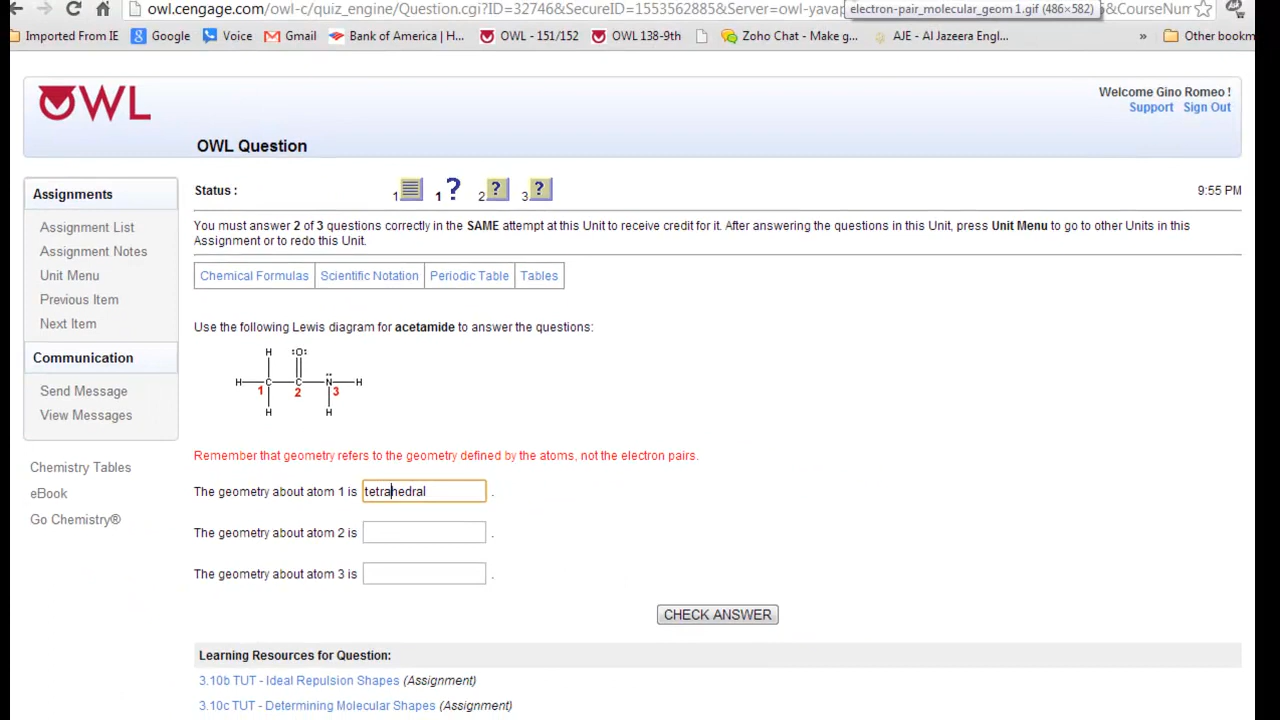 owl.cengage.com/owl-c/quiz_engine/Question.cgi?ID=32746&SecureID=1553562885&Server=owl-yavap
&CourseNum
electron-pair_molecular_geom 1.gif (486×582)
Imported From IE Google Voice Gmail Bank of America | H... OWL - 151/152 OWL 138-9th Zoho Chat - Make g... AJE - Al Jazeera Engl... » Other bookm
OWL
Welcome Gino Romeo !
Support Sign Out
OWL Question
Assignments
Assignment List
Assignment Notes
Unit Menu
Previous Item
Next Item
Communication
Send Message
View Messages
Chemistry Tables
eBook
Go Chemistry®
Status : 1 1 ? 2 ? 3 ? 9:55 PM
You must answer 2 of 3 questions correctly in the SAME attempt at this Unit to receive credit for it. After answering the questions in this Unit, press Unit Menu to go to other Units in this
Assignment or to redo this Unit.
Chemical Formulas Scientific Notation Periodic Table Tables
Use the following Lewis diagram for acetamide to answer the questions:
H :O:
H C C N H
1 2 3
H H
Remember that geometry refers to the geometry defined by the atoms, not the electron pairs.
The geometry about atom 1 is tetrahedral .
The geometry about atom 2 is .
The geometry about atom 3 is .
CHECK ANSWER
Learning Resources for Question:
3.10b TUT - Ideal Repulsion Shapes (Assignment)
3.10c TUT - Determining Molecular Shapes (Assignment)